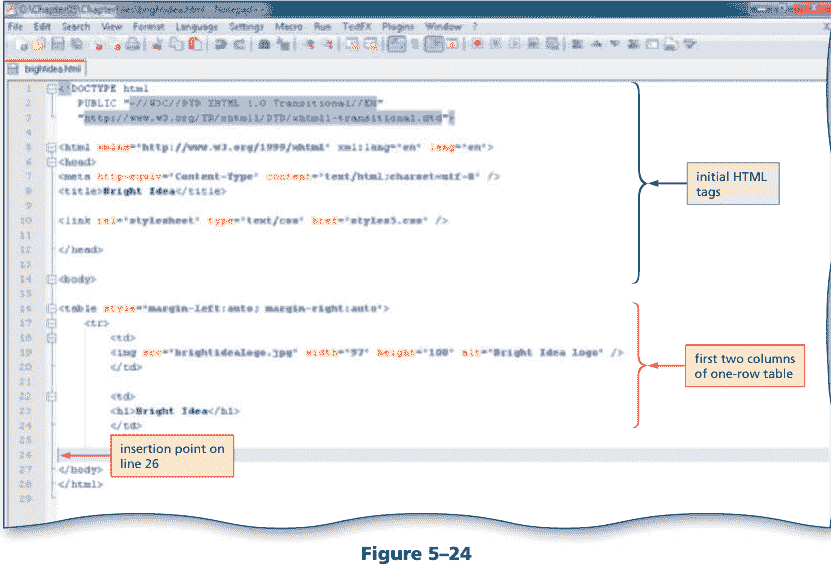 File Edit Search View Format Language Settings Macro Run TextFX Plugins Window ?
brightidea.html
1 <!DOCTYPE html
2 PUBLIC "-//W3C//DTD XHTML 1.0 Transitional//EN"
3 "http://www.w3.org/TR/xhtml1/DTD/xhtml1-transitional.dtd">
4
5 <html xmlns="http://www.w3.org/1999/xhtml" xml:lang="en" lang="en">
6 <head>
7 <meta http-equiv="Content-Type" content="text/html;charset=utf-8" />
8 <title>Bright Idea</title>
9
10 <link rel="stylesheet" type="text/css" href="styles5.css" />
11
12 </head>
13
14 <body>
15
16 <table style="margin-left:auto; margin-right:auto">
17 <tr>
18 <td>
19 <img src="brightidealogo.jpg" width="97" height="100" alt="Bright Idea logo" />
20 </td>
21
22 <td>
23 <h1>Bright Idea</h1>
24 </td>
25
26
27 </body>
28 </html>
29
initial HTML
tags
first two columns
of one-row table
insertion point on
line 26
Figure 5–24